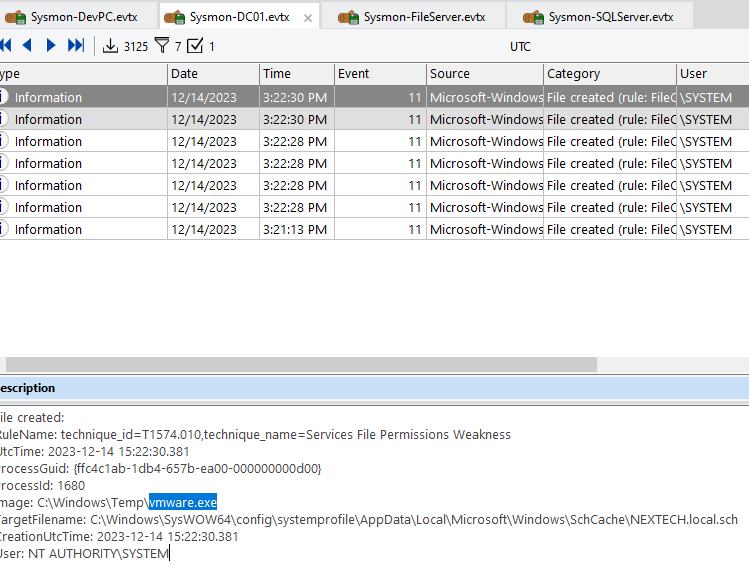 Sysmon-DevPC.evtx Sysmon-DC01.evtx Sysmon-FileServer.evtx Sysmon-SQLServer.evtx
3125 7 1 UTC
ype Date Time Event Source Category User
Information 12/14/2023 3:22:30 PM 11 Microsoft-Windows File created (rule: FileC \SYSTEM
Information 12/14/2023 3:22:30 PM 11 Microsoft-Windows File created (rule: FileC \SYSTEM
Information 12/14/2023 3:22:28 PM 11 Microsoft-Windows File created (rule: FileC \SYSTEM
Information 12/14/2023 3:22:28 PM 11 Microsoft-Windows File created (rule: FileC \SYSTEM
Information 12/14/2023 3:22:28 PM 11 Microsoft-Windows File created (rule: FileC \SYSTEM
Information 12/14/2023 3:22:28 PM 11 Microsoft-Windows File created (rule: FileC \SYSTEM
Information 12/14/2023 3:21:13 PM 11 Microsoft-Windows File created (rule: FileC \SYSTEM
escription
ile created:
RuleName: technique_id=T1574.010,technique_name=Services File Permissions Weakness
UtcTime: 2023-12-14 15:22:30.381
ProcessGuid: {ffc4c1ab-1db4-657b-ea00-000000000d00}
ProcessId: 1680
mage: C:\Windows\Temp\vmware.exe
TargetFilename: C:\Windows\SysWOW64\config\systemprofile\AppData\Local\Microsoft\Windows\SchCache\NEXTECH.local.sch
CreationUtcTime: 2023-12-14 15:22:30.381
User: NT AUTHORITY\SYSTEM